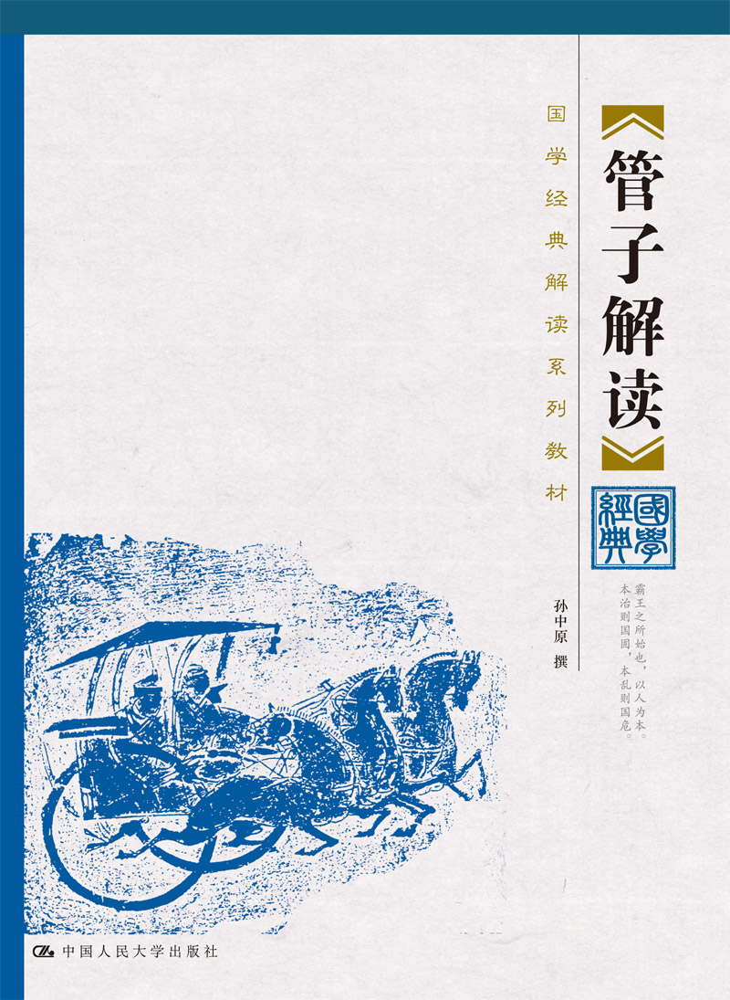 《管子解读》
國學
經典
霸王之所始也，以人为本。
本治则国固，本乱则国危。
国学经典解读系列教材
孙中原 撰
中国人民大学出版社